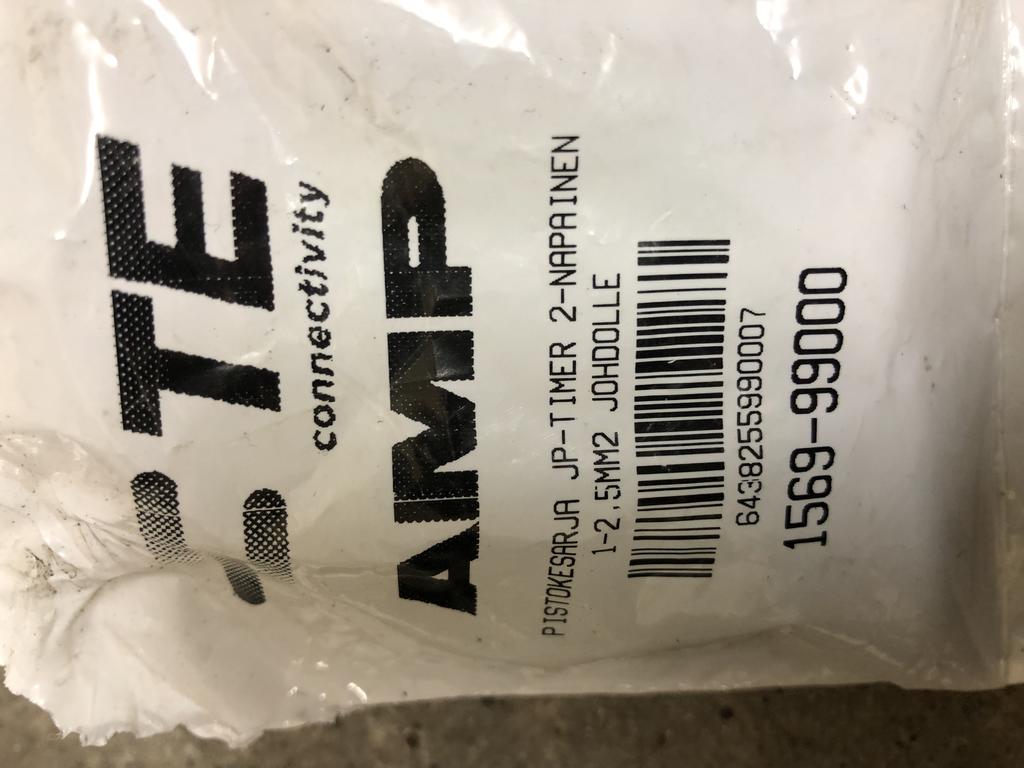 TE
connectivity
AMP
PISTOKESARJA JP-TIMER 2-NAPAINEN
1-2,5MM2 JOHDOLLE
6438255990007
1569-99000